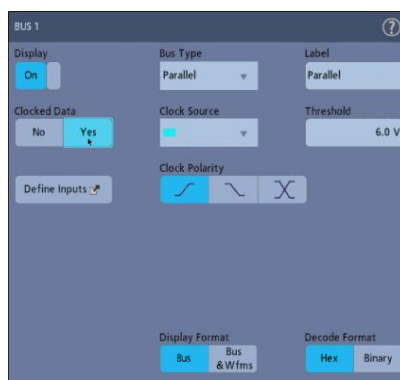 BUS 1 ?
Display Bus Type Label
On Parallel Parallel
Clocked Data Clock Source Threshold
No Yes 6.0 V
Clock Polarity
Define Inputs
Display Format Decode Format
Bus Bus & Wfms Hex Binary